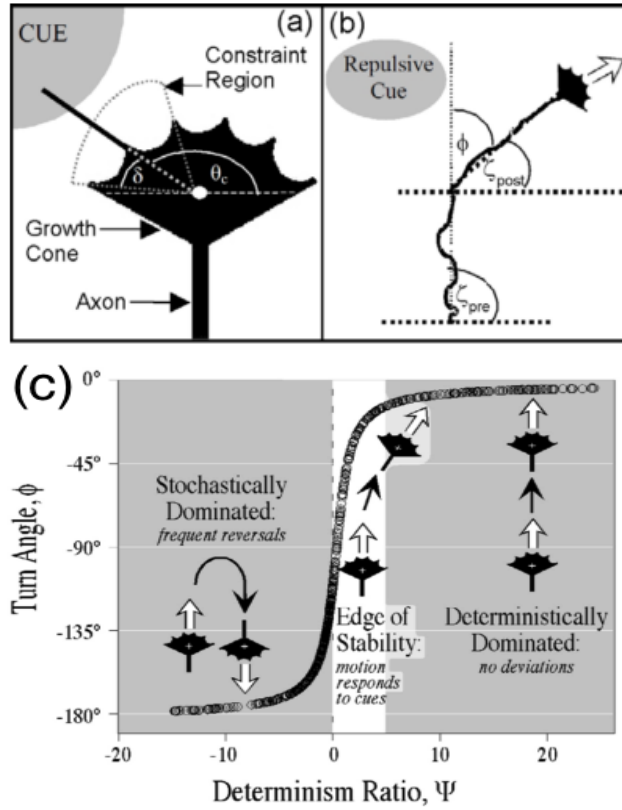 (a)
CUE
Constraint
Region
δ
θc
Growth
Cone
Axon
(b)
Repulsive
Cue
ϕ
ζpost
ζpre
(c)
Turn Angle, ϕ
0°
-45°
-90°
-135°
-180°
Stochastically
Dominated:
frequent reversals
Edge of
Stability:
motion
responds
to cues
Deterministically
Dominated:
no deviations
-20
-10
0
10
20
Determinism Ratio, Ψ